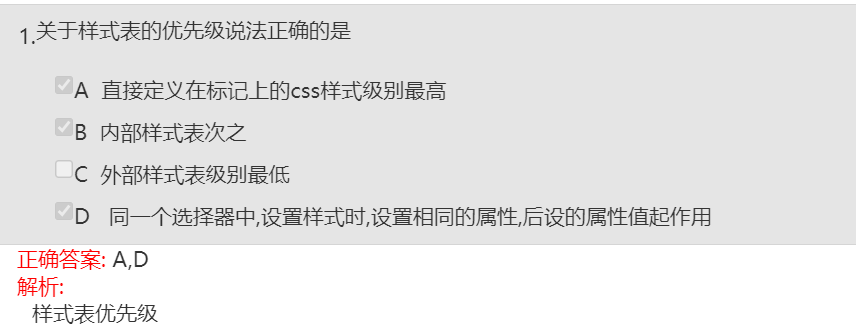 1.关于样式表的优先级说法正确的是
A 直接定义在标记上的css样式级别最高
B 内部样式表次之
C 外部样式表级别最低
D 同一个选择器中,设置样式时,设置相同的属性,后设的属性值起作用
正确答案: A,D
解析:
样式表优先级